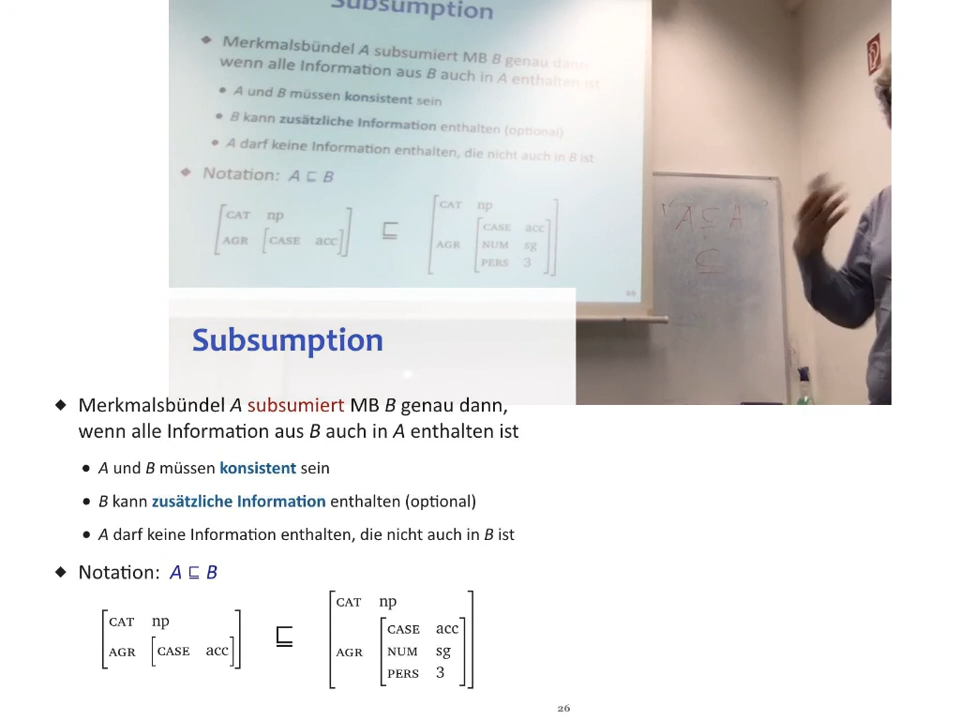 Subsumption
Merkmalsbündel A subsumiert MB B genau dann,
wenn alle Information aus B auch in A enthalten ist
A und B müssen konsistent sein
B kann zusätzliche Information enthalten (optional)
A darf keine Information enthalten, die nicht auch in B ist
Notation: A ⊑ B
CAT np
CAT np
CASE acc
AGR CASE acc
⊑
AGR NUM sg
PERS 3
A ⊆ A
⊆
Subsumption
◆ Merkmalsbündel A subsumiert MB B genau dann,
wenn alle Information aus B auch in A enthalten ist
• A und B müssen konsistent sein
• B kann zusätzliche Information enthalten (optional)
• A darf keine Information enthalten, die nicht auch in B ist
◆ Notation: A ⊑ B
CAT np
CAT np
CASE acc
AGR [CASE acc] ⊑ AGR NUM sg
PERS 3
26